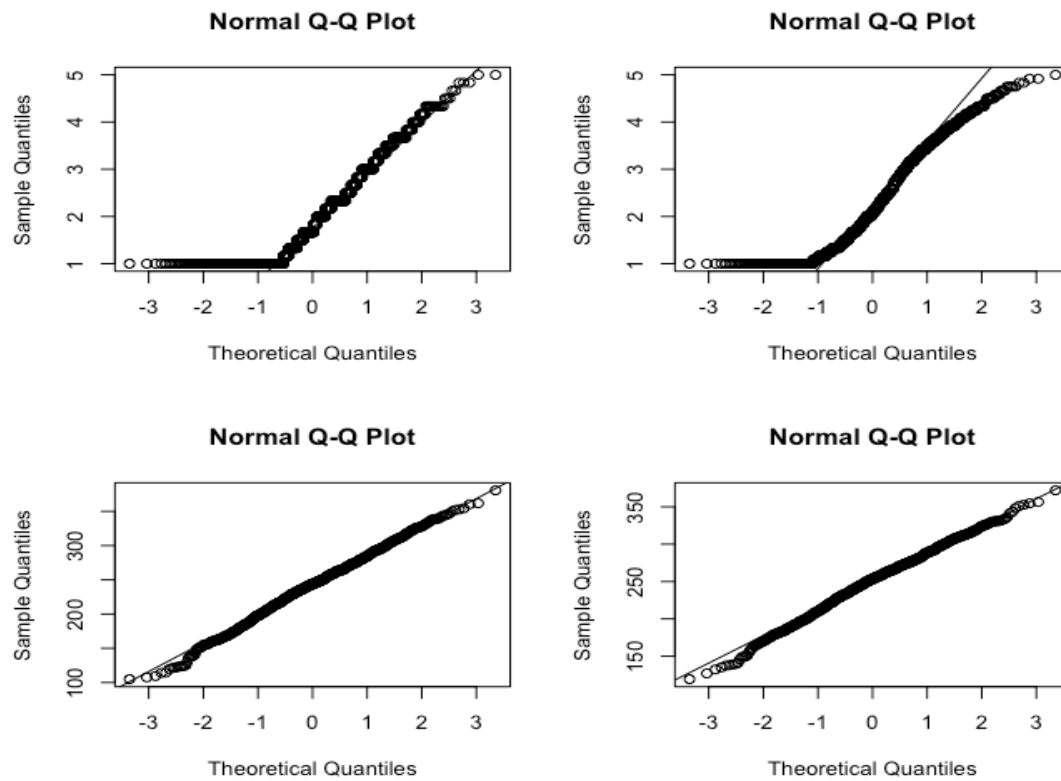 Normal Q-Q Plot
Sample Quantiles
5
4
3
2
1
-3 -2 -1 0 1 2 3
Theoretical Quantiles
Normal Q-Q Plot
Sample Quantiles
5
4
3
2
1
-3 -2 -1 0 1 2 3
Theoretical Quantiles
Normal Q-Q Plot
Sample Quantiles
300
200
100
-3 -2 -1 0 1 2 3
Theoretical Quantiles
Normal Q-Q Plot
Sample Quantiles
350
250
150
-3 -2 -1 0 1 2 3
Theoretical Quantiles